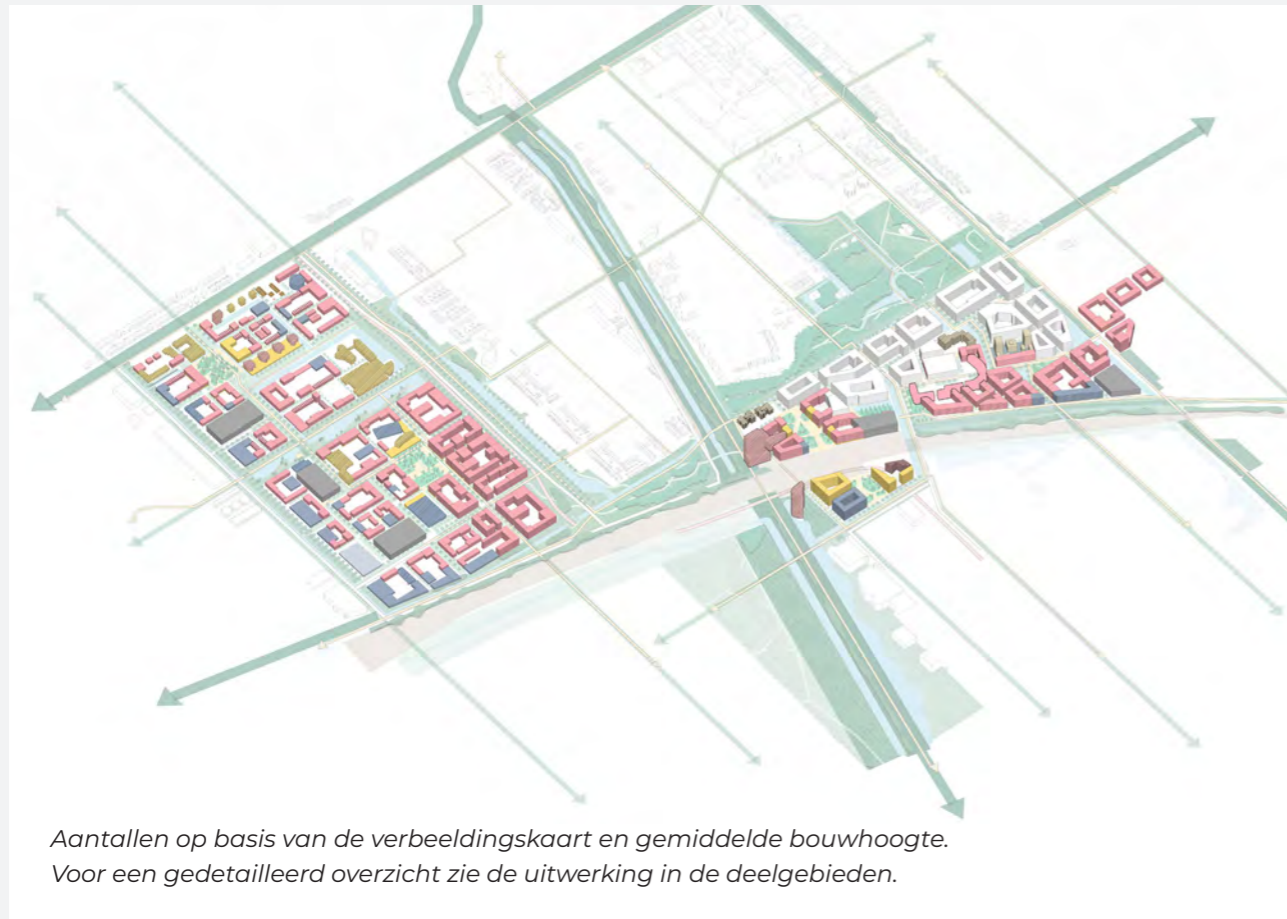 Aantallen op basis van de verbeeldingskaart en gemiddelde bouwhoogte.
Voor een gedetailleerd overzicht zie de uitwerking in de deelgebieden.